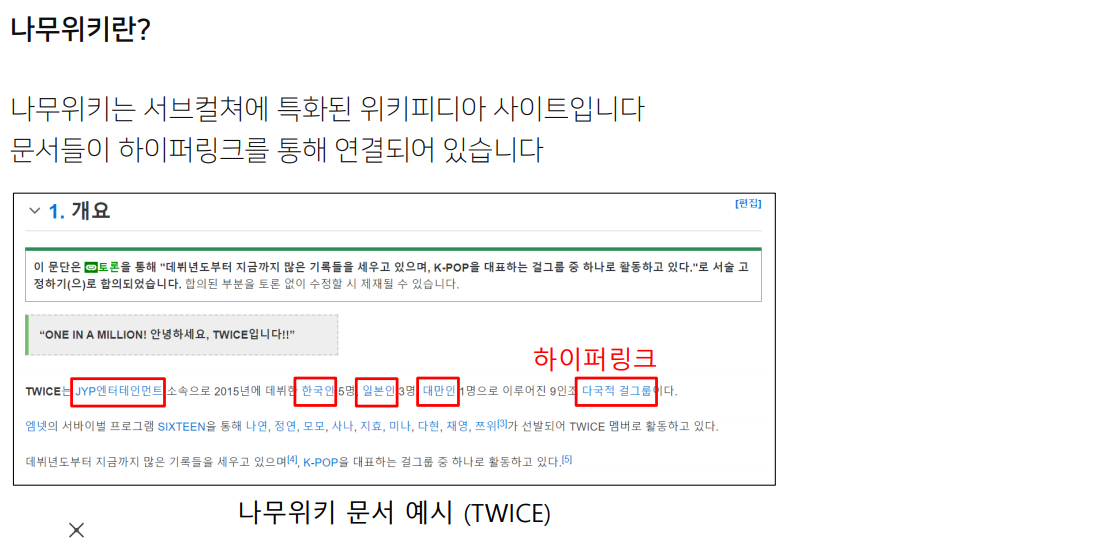 나무위키란?
나무위키는 서브컬쳐에 특화된 위키피디아 사이트입니다
문서들이 하이퍼링크를 통해 연결되어 있습니다
1. 개요
[편집]
이 문단은 토론을 통해 "데뷔년도부터 지금까지 많은 기록들을 세우고 있으며, K-POP을 대표하는 걸그룹 중 하나로 활동하고 있다."로 서술 고
정하기(으)로 합의되었습니다. 합의된 부분을 토론 없이 수정할 시 제재될 수 있습니다.
“ONE IN A MILLION! 안녕하세요, TWICE입니다!!”
하이퍼링크
TWICE는 JYP엔터테인먼트 소속으로 2015년에 데뷔한 한국인 5명, 일본인 3명, 대만인 1명으로 이루어진 9인조 다국적 걸그룹이다.
엠넷의 서바이벌 프로그램 SIXTEEN을 통해 나연, 정연, 모모, 사나, 지효, 미나, 다현, 채영, 쯔위[3]가 선발되어 TWICE 멤버로 활동하고 있다.
데뷔년도부터 지금까지 많은 기록들을 세우고 있으며[4], K-POP을 대표하는 걸그룹 중 하나로 활동하고 있다.[5]
나무위키 문서 예시 (TWICE)